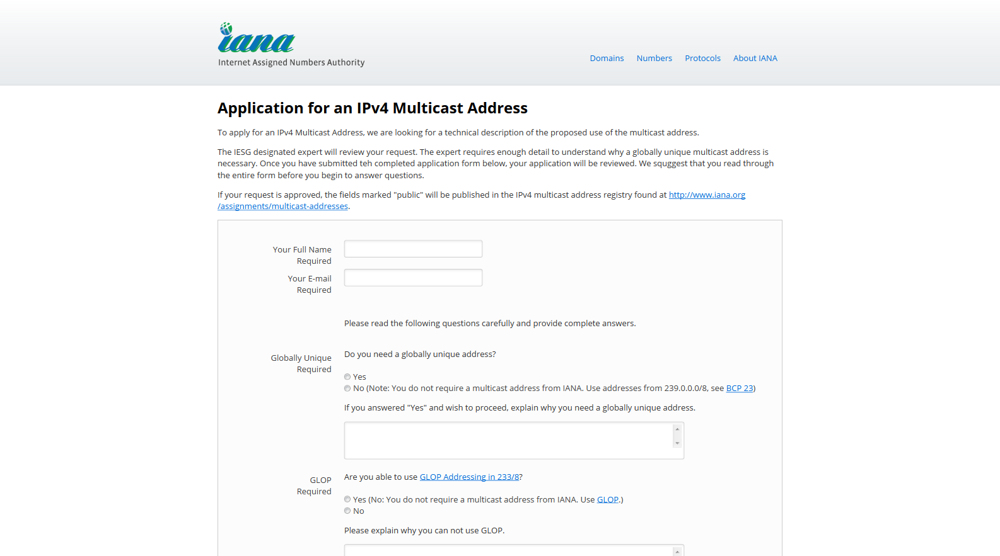 iana
Internet Assigned Numbers Authority
Domains Numbers Protocols About IANA
Application for an IPv4 Multicast Address
To apply for an IPv4 Multicast Address, we are looking for a technical description of the proposed use of the multicast address.
The IESG designated expert will review your request. The expert requires enough detail to understand why a globally unique multicast address is
necessary. Once you have submitted teh completed application form below, your application will be reviewed. We squggest that you read through
the entire form before you begin to answer questions.
If your request is approved, the fields marked "public" will be published in the IPv4 multicast address registry found at http://www.iana.org
/assignments/multicast-addresses.
Your Full Name
Required
Your E-mail
Required
Please read the following questions carefully and provide complete answers.
Globally Unique
Required
Do you need a globally unique address?
Yes
No (Note: You do not require a multicast address from IANA. Use addresses from 239.0.0.0/8, see BCP 23)
If you answered "Yes" and wish to proceed, explain why you need a globally unique address.
GLOP
Required
Are you able to use GLOP Addressing in 233/8?
Yes (No: You do not require a multicast address from IANA. Use GLOP.)
No
Please explain why you can not use GLOP.